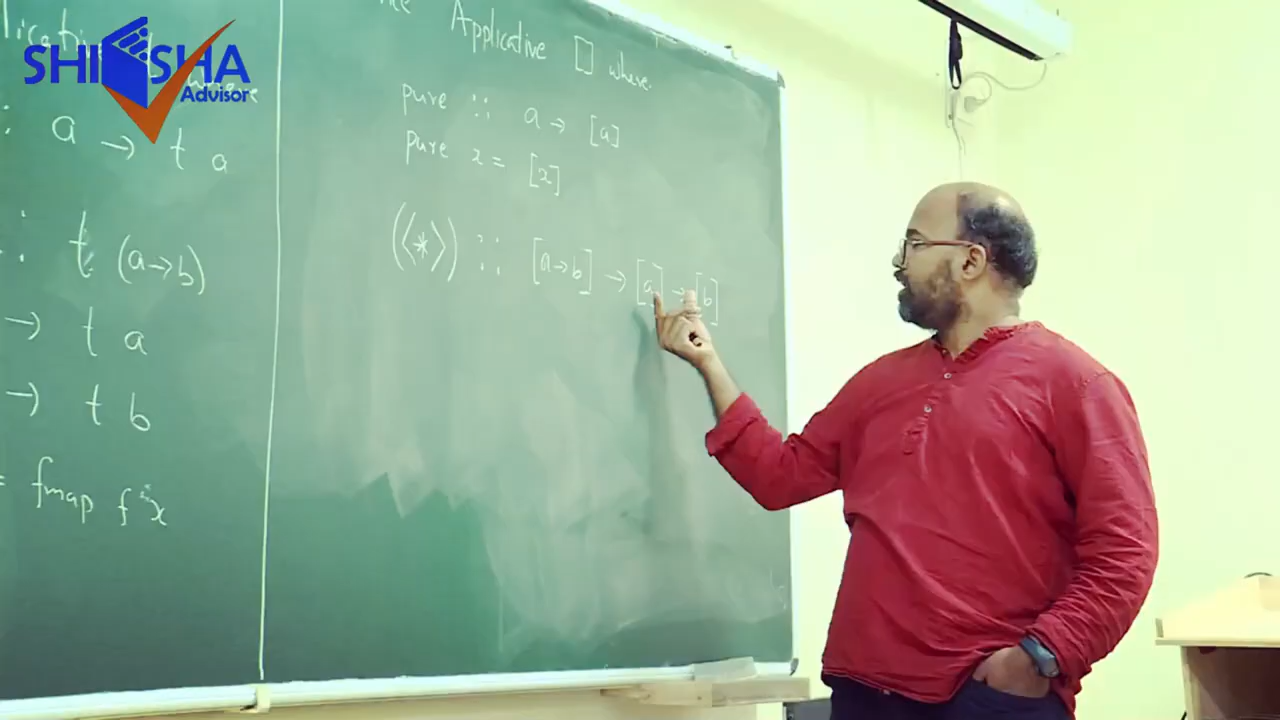 SHIKSHA
Advisor
a → t a
t (a→b)
→ t a
→ t b
= fmap f x
Applicative [] where
pure :: a → [a]
pure x = [x]
(<*>) :: [a→b] → [a] → [b]